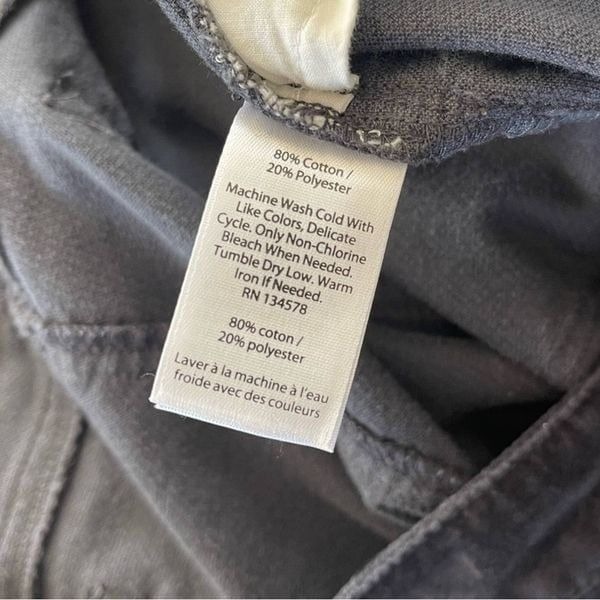 80% Cotton /
20% Polyester
Machine Wash Cold With
Like Colors, Delicate
Cycle. Only Non-Chlorine
Bleach When Needed.
Tumble Dry Low. Warm
Iron If Needed.
RN 134578
80% coton /
20% polyester
Laver à la machine à l'eau
froide avec des couleurs